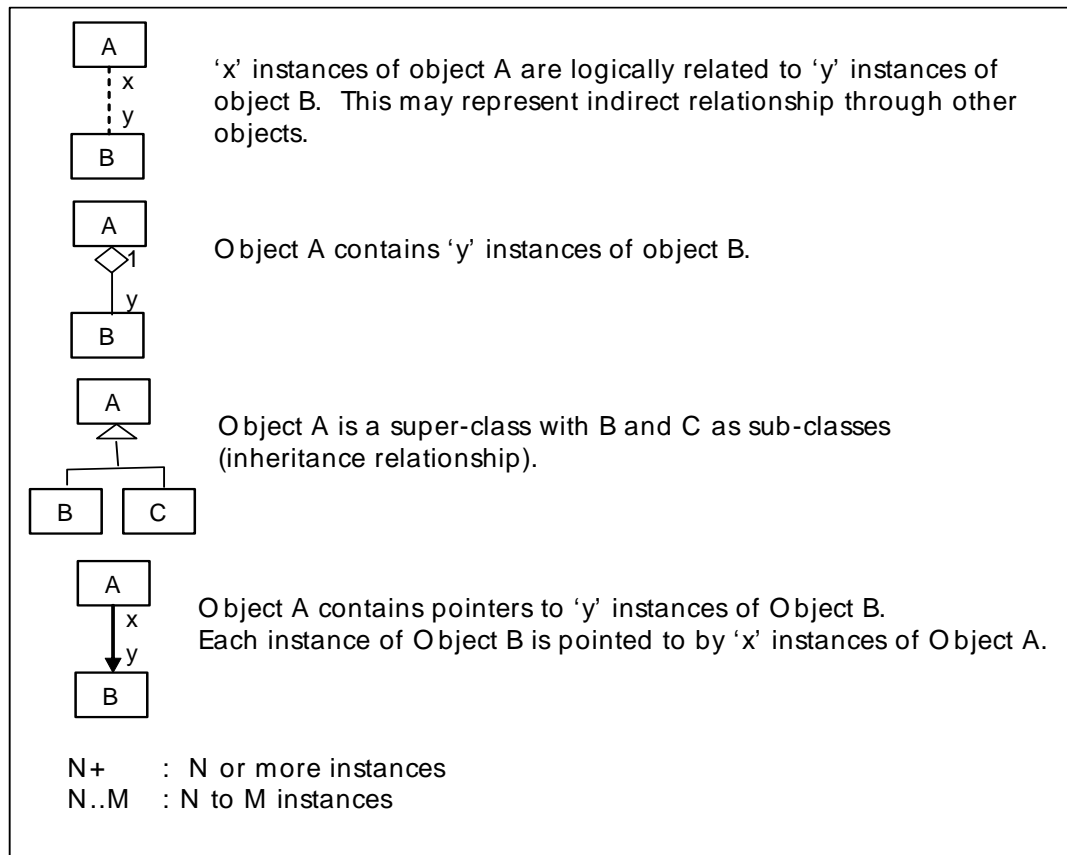 A
x
y
B
‘x’ instances of object A are logically related to ‘y’ instances of
object B. This may represent indirect relationship through other
objects.
A
1
y
B
Object A contains ‘y’ instances of object B.
A
B C
Object A is a super-class with B and C as sub-classes
(inheritance relationship).
A
x
y
B
Object A contains pointers to ‘y’ instances of Object B.
Each instance of Object B is pointed to by ‘x’ instances of Object A.
N+ : N or more instances
N..M : N to M instances